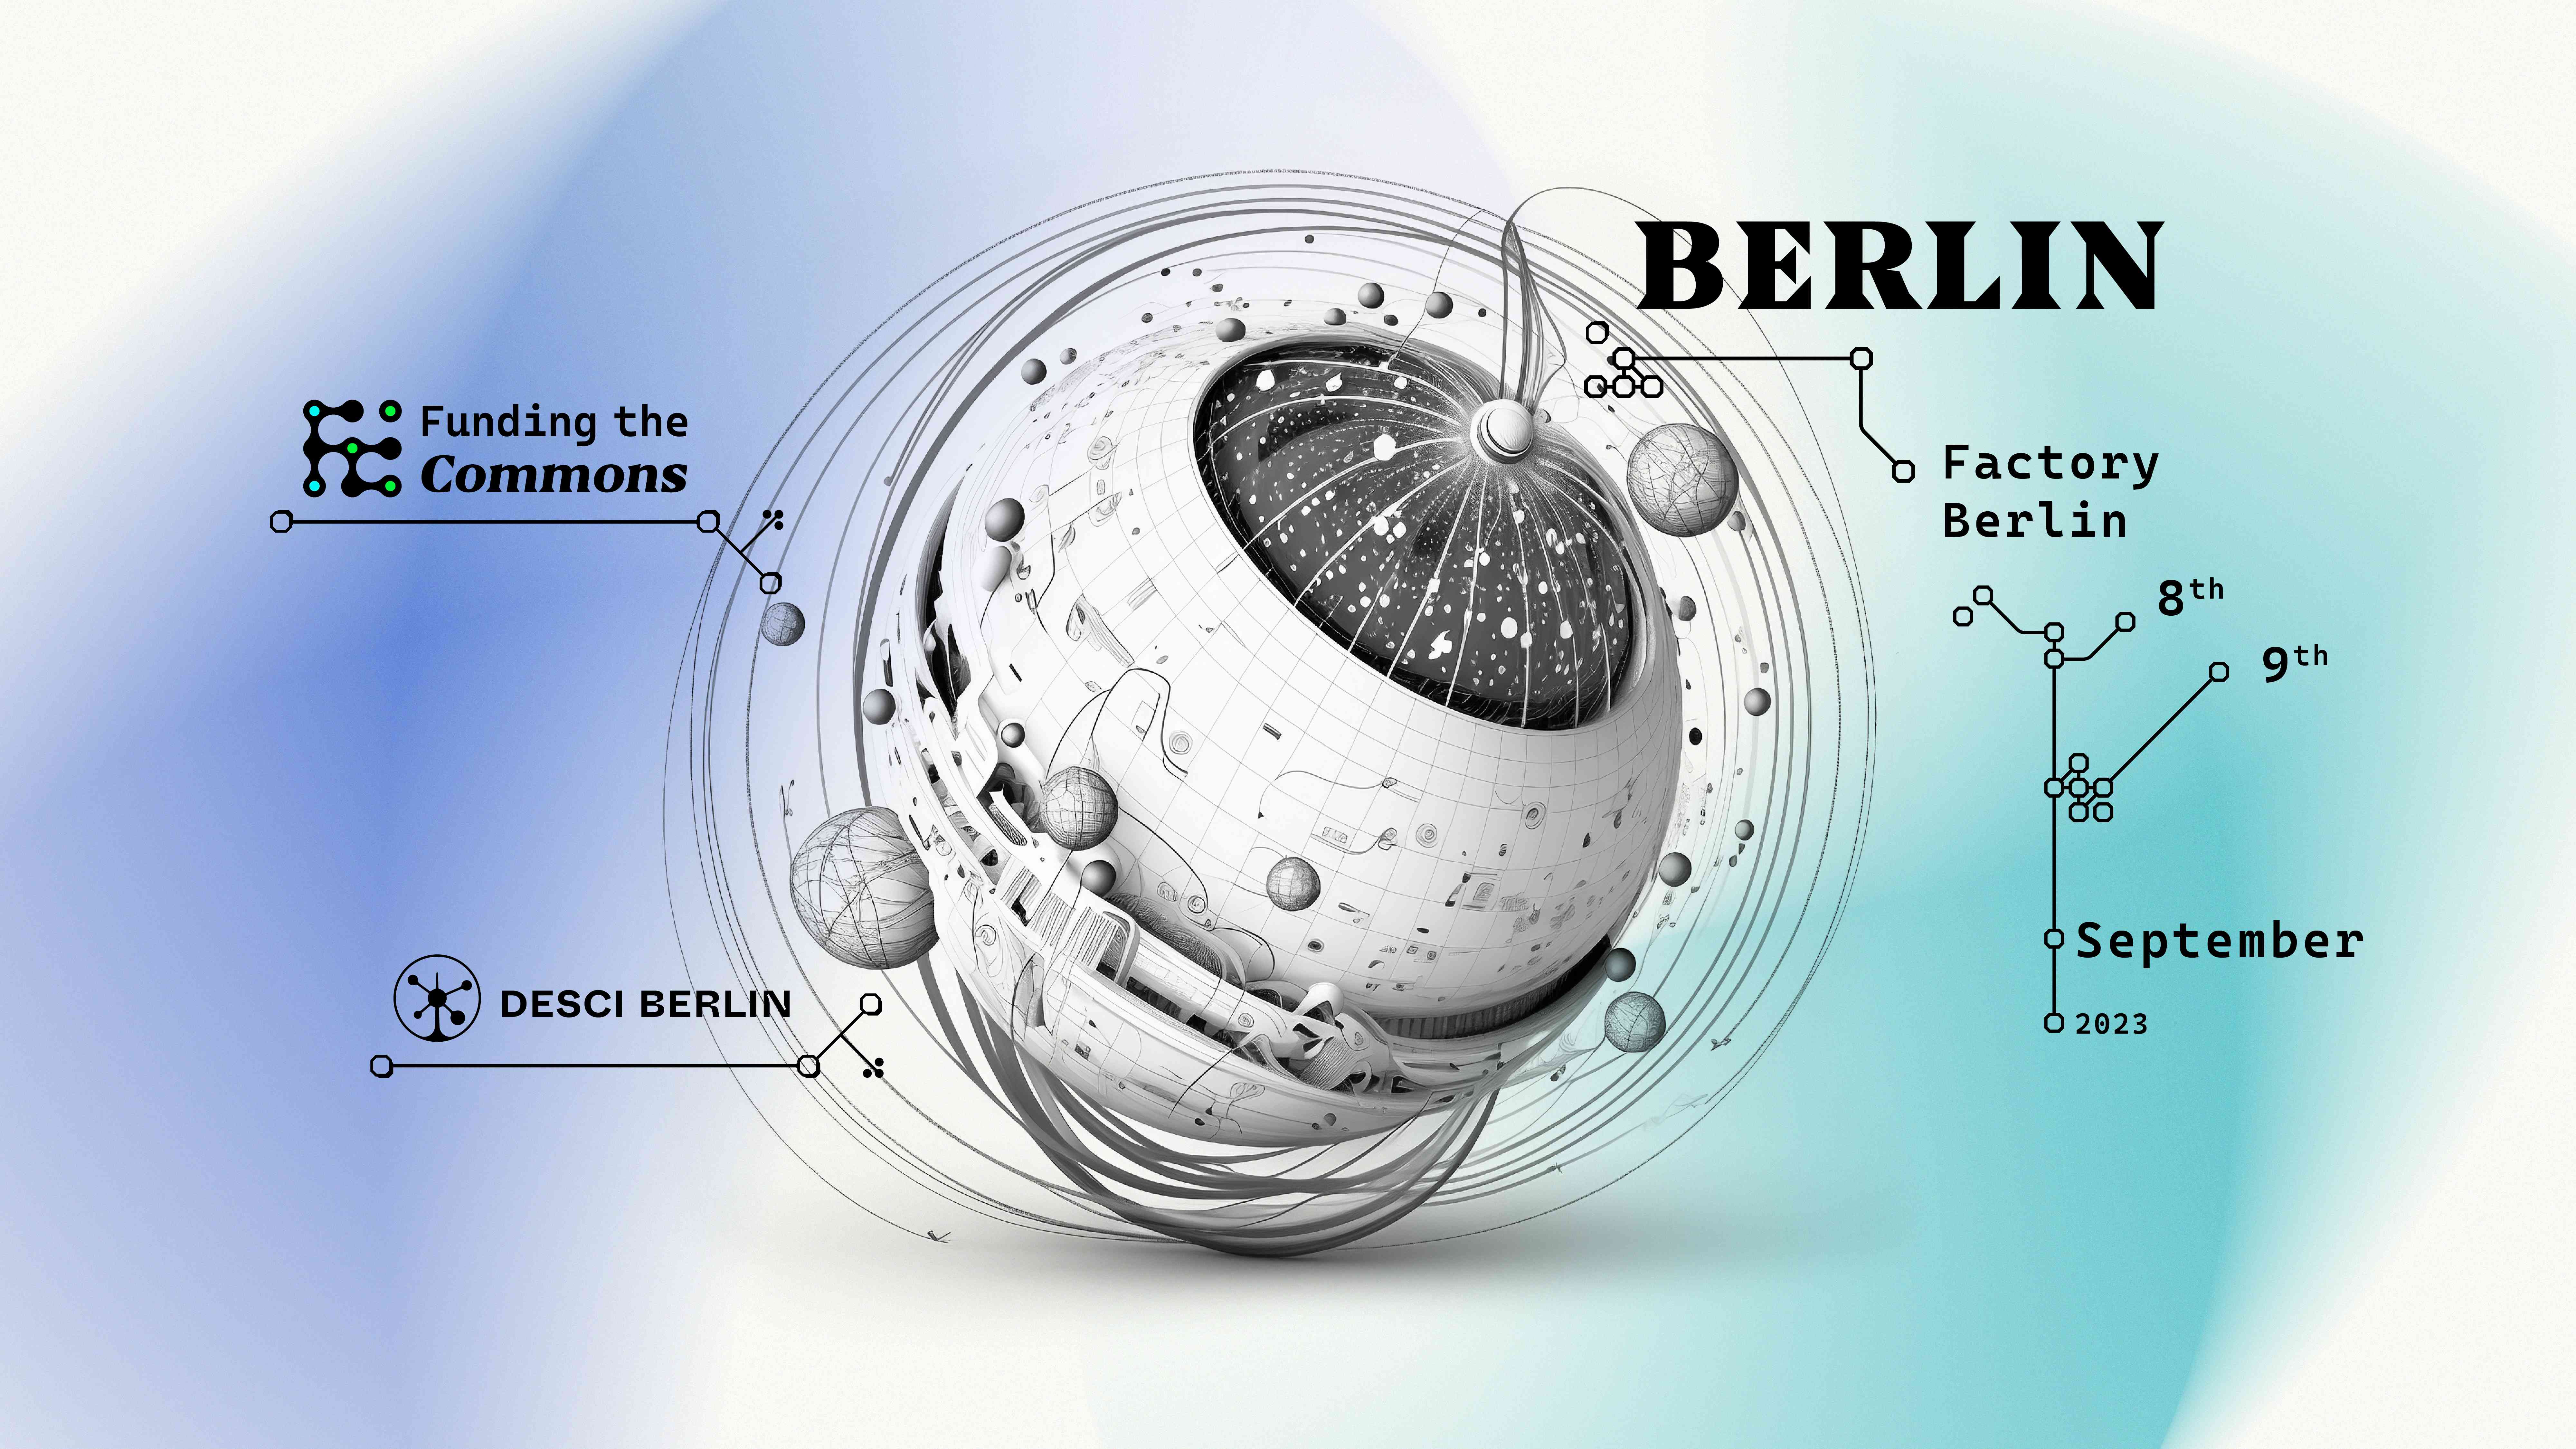 Funding the
Commons
DESCI BERLIN
BERLIN
Factory
Berlin
8th
9th
September
2023